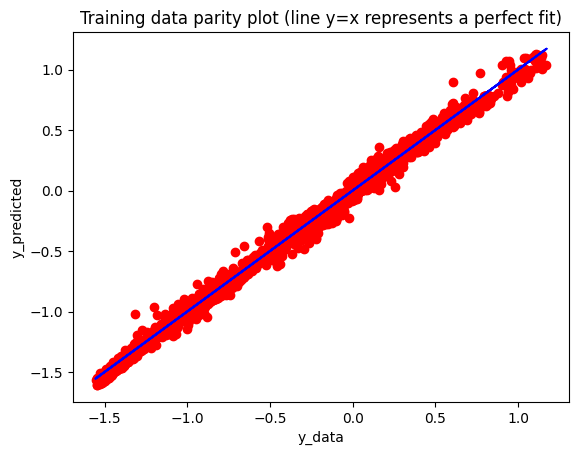 Training data parity plot (line y=x represents a perfect fit)
1.0
0.5
0.0
−0.5
−1.0
−1.5
y_predicted
−1.5 −1.0 −0.5 0.0 0.5 1.0
y_data